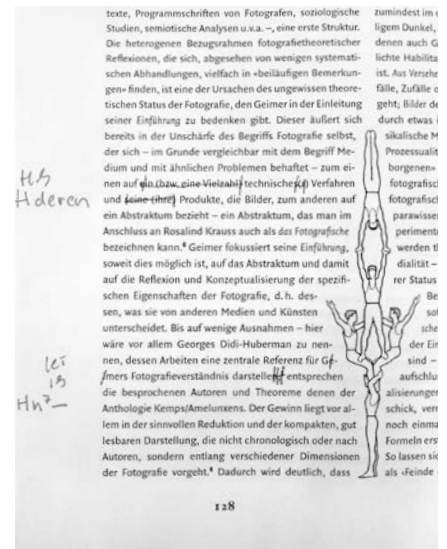 texte, Programmschriften von Fotografen, soziologische
Studien, semiotische Analysen u.v.a. –, eine erste Struktur.
Die heterogenen Bezugsrahmen fotografietheoretischer
Reflexionen, die sich, abgesehen von wenigen systemati-
schen Abhandlungen, vielfach in »beiläufigen Bemerkun-
gen« finden, ist eine der Ursachen des ungewissen theore-
tischen Status der Fotografie, den Geimer in der Einleitung
seiner Einführung zu bedenken gibt. Dieser äußert sich
bereits in der Unschärfe des Begriffs Fotografie selbst,
der sich – im Grunde vergleichbar mit dem Begriff Me-
dium und mit ähnlichen Problemen behaftet – zum ei-
nen auf ein (bzw. eine Vielzahl) technische(s) Verfahren
und seine (ihre) Produkte, die Bilder, zum anderen auf
ein Abstraktum bezieht – ein Abstraktum, das man im
Anschluss an Rosalind Krauss auch als das Fotografische
bezeichnen kann.⁸ Geimer fokussiert seine Einführung,
soweit dies möglich ist, auf das Abstraktum und damit
auf die Reflexion und Konzeptualisierung der spezifi-
schen Eigenschaften der Fotografie, d. h. des-
sen, was sie von anderen Medien und Künsten
unterscheidet. Bis auf wenige Ausnahmen – hier
wäre vor allem Georges Didi-Huberman zu nen-
nen, dessen Arbeiten eine zentrale Referenz für G
mers Fotografieverständnis darstellen entsprechen
die besprochenen Autoren und Theoreme denen der
Anthologie Kemps/Amelunxens. Der Gewinn liegt vor al-
lem in der sinnvollen Reduktion und der kompakten, gut
lesbaren Darstellung, die nicht chronologisch oder nach
Autoren, sondern entlang verschiedener Dimensionen
der Fotografie vorgeht.⁹ Dadurch wird deutlich, dass
128
deren
zumindest im
ligem Dunkel,
denen auch G
lichte Habilita
ist. Aus Versehe
fälle, Zufälle
geht; Bilder de
durch etwas
sikalische M
Prozessualit
borgenen»
fotografisc
fotografisc
parawisse
perimente
werden th
dialität –
rer Status
Be
sof
sche
der Ein
sind –
aufschlu
alisierunger
schick, verr
noch einma
Formeln erst
So lassen sic
als ‹Feinde